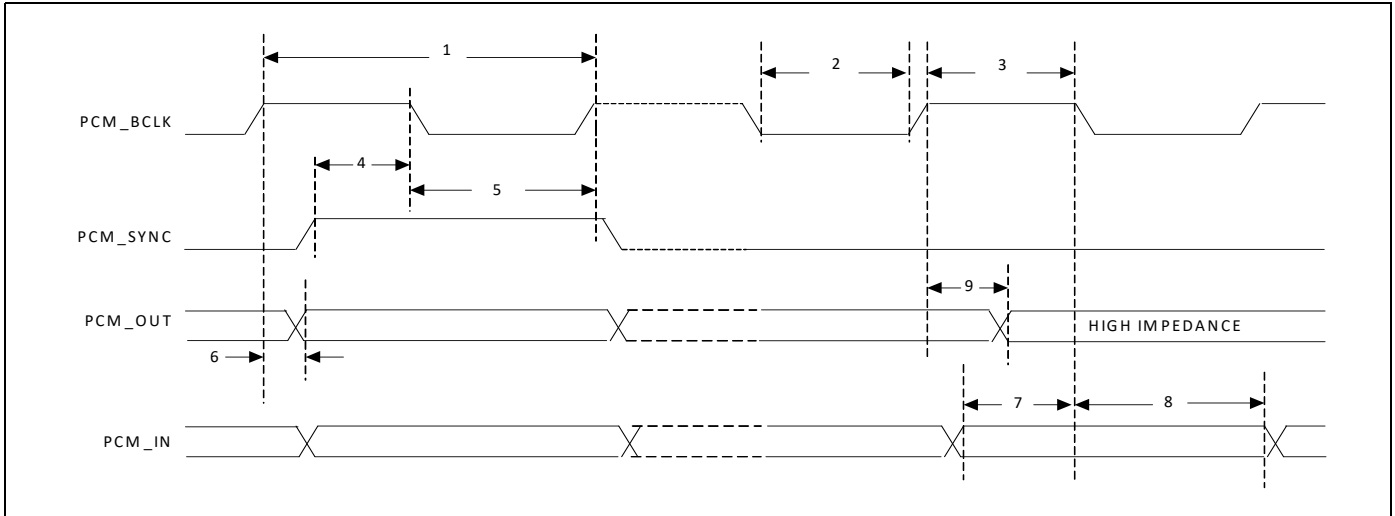 1
2
3
PCM_BCLK
4
5
PCM_SYNC
9
PCM_OUT
HIGH IMPEDANCE
6
7
8
PCM_IN